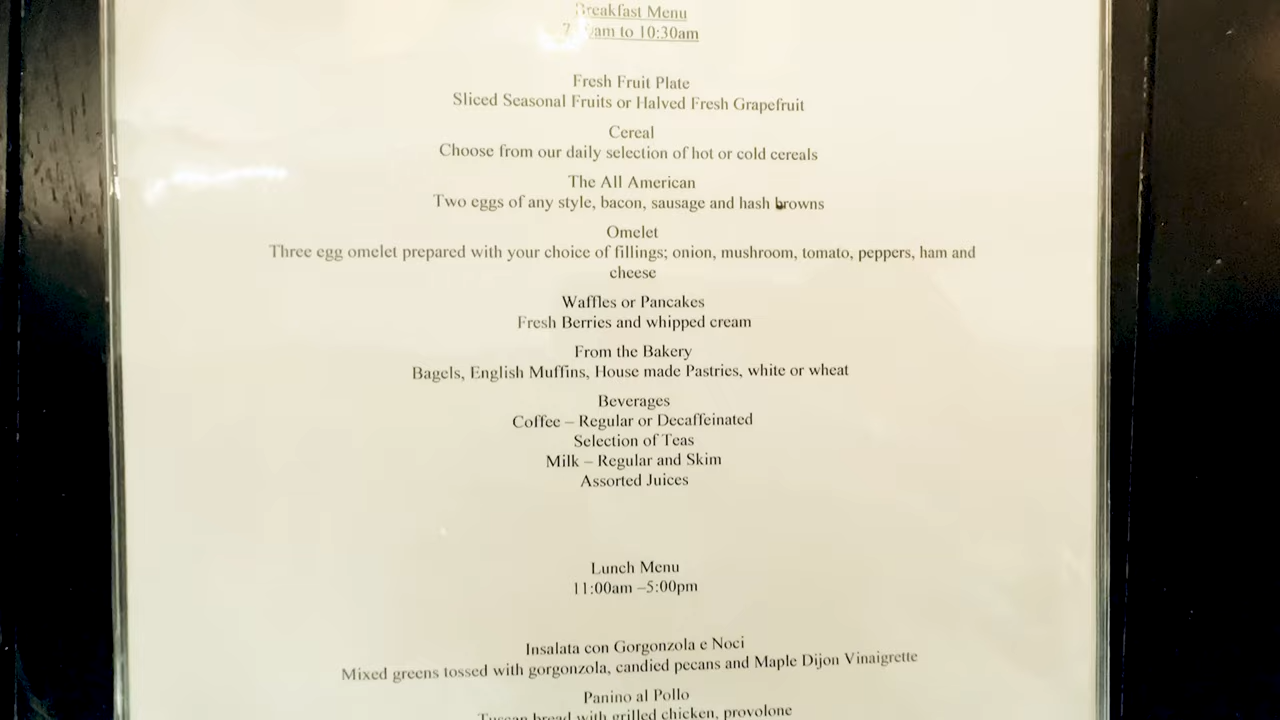 Breakfast Menu
to 10:30am
Fresh Fruit Plate
Sliced Seasonal Fruits or Halved Fresh Grapefruit
Cereal
Choose from our daily selection of hot or cold cereals
The All American
Two eggs of any style, bacon, sausage and hash browns
Omelet
Three egg omelet prepared with your choice of fillings; onion, mushroom, tomato, peppers, ham and
cheese
Waffles or Pancakes
Fresh Berries and whipped cream
From the Bakery
Bagels, English Muffins, House made Pastries, white or wheat
Beverages
Coffee – Regular or Decaffeinated
Selection of Teas
Milk – Regular and Skim
Assorted Juices
Lunch Menu
11:00am –5:00pm
Insalata con Gorgonzola e Noci
Mixed greens tossed with gorgonzola, candied pecans and Maple Dijon Vinaigrette
Panino al Pollo
Tuscan bread with grilled chicken, provolone